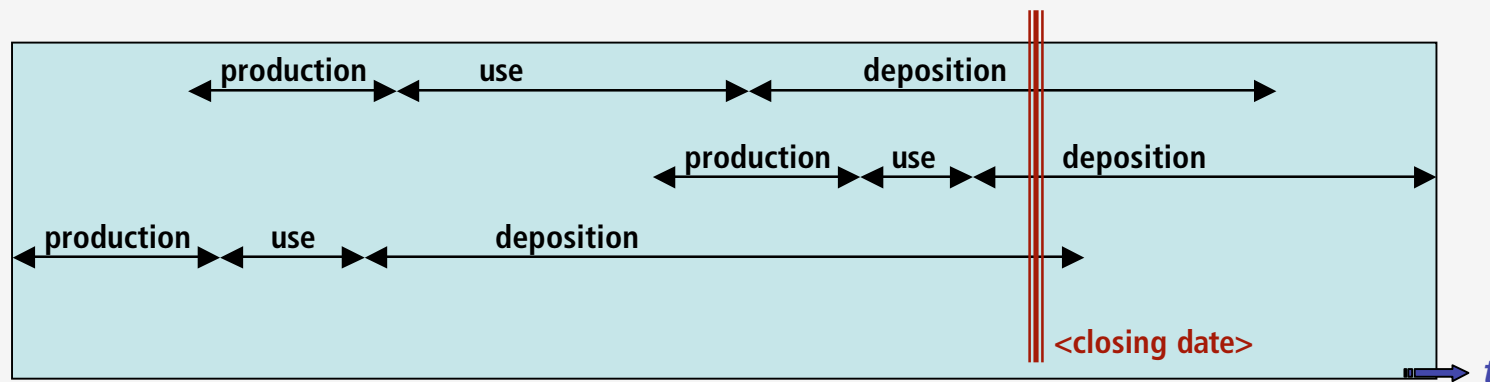 production use deposition
production use deposition
production use deposition
<closing date>
t